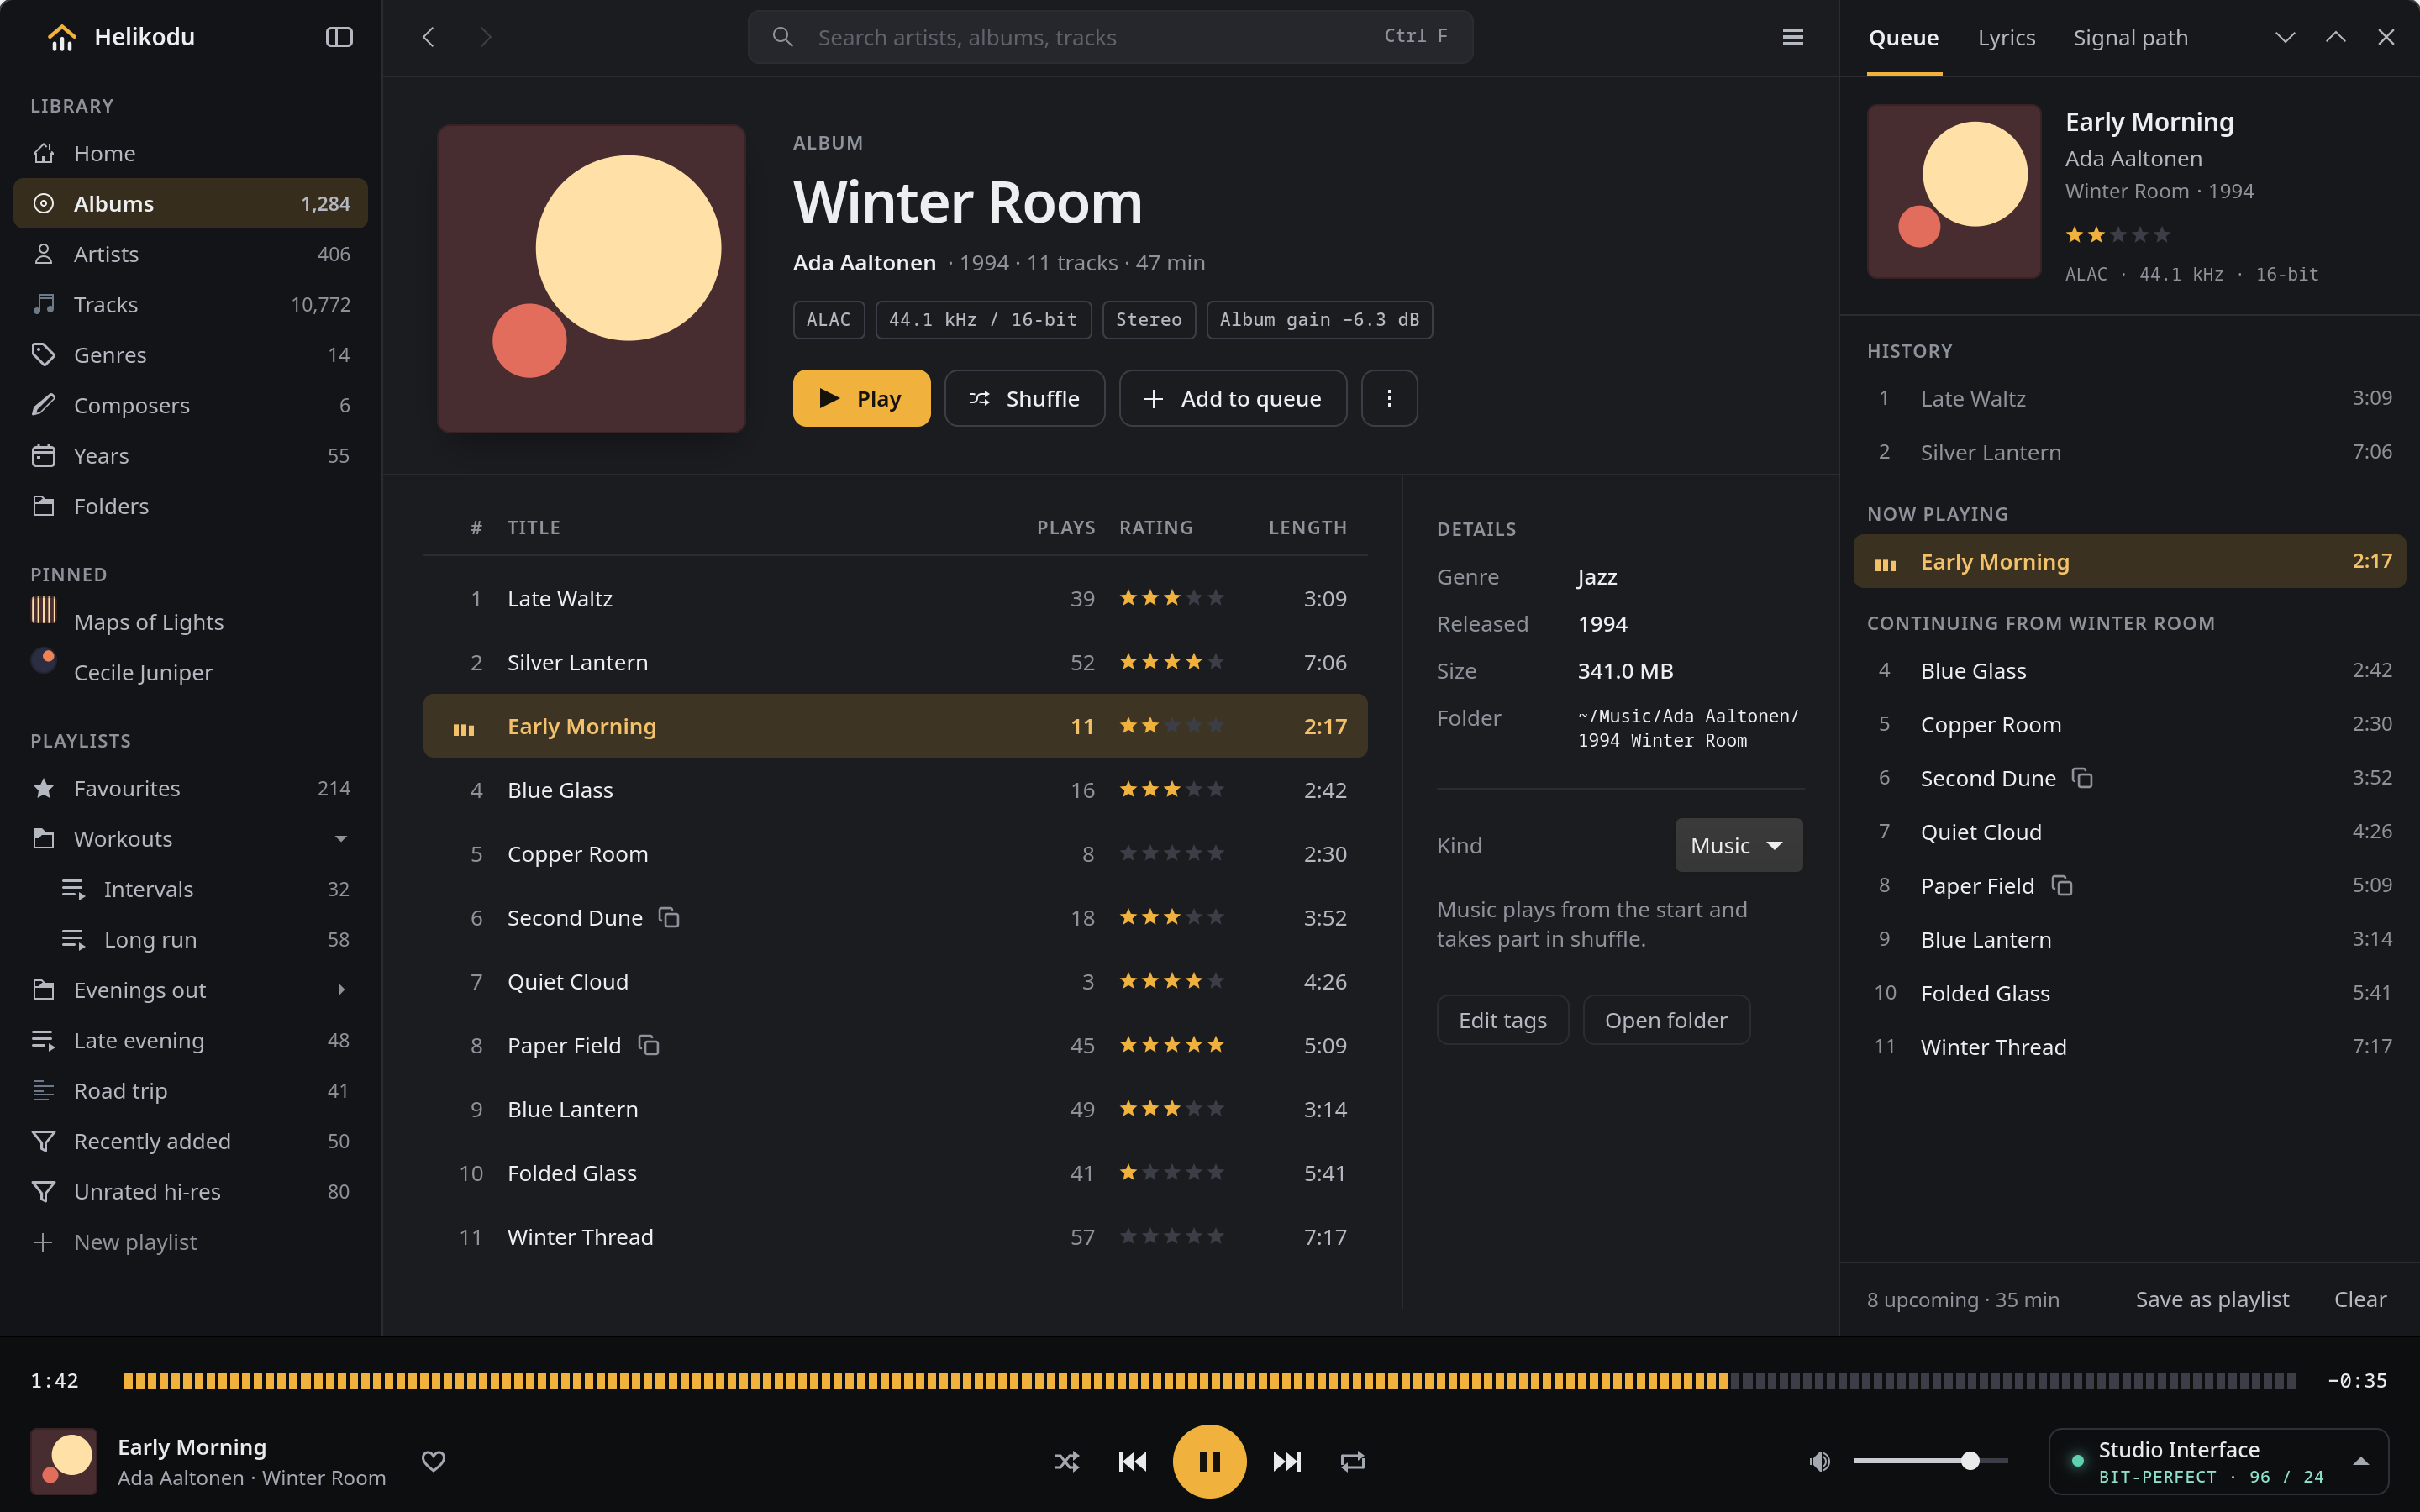 Helikodu
LIBRARY
Home
Albums 1,284
Artists 406
Tracks 10,772
Genres 14
Composers 6
Years 55
Folders
PINNED
Maps of Lights
Cecile Juniper
PLAYLISTS
Favourites 214
Workouts
Intervals 32
Long run 58
Evenings out
Late evening 48
Road trip 41
Recently added 50
Unrated hi-res 80
New playlist
Search artists, albums, tracks Ctrl F
ALBUM
Winter Room
Ada Aaltonen · 1994 · 11 tracks · 47 min
ALAC 44.1 kHz / 16-bit Stereo Album gain −6.3 dB
Play Shuffle Add to queue
# TITLE PLAYS RATING LENGTH
1 Late Waltz 39 3:09
2 Silver Lantern 52 7:06
Early Morning 11 2:17
4 Blue Glass 16 2:42
5 Copper Room 8 2:30
6 Second Dune 18 3:52
7 Quiet Cloud 3 4:26
8 Paper Field 45 5:09
9 Blue Lantern 49 3:14
10 Folded Glass 41 5:41
11 Winter Thread 57 7:17
DETAILS
Genre Jazz
Released 1994
Size 341.0 MB
Folder ~/Music/Ada Aaltonen/
1994 Winter Room
Kind Music
Music plays from the start and
takes part in shuffle.
Edit tags Open folder
Queue Lyrics Signal path
Early Morning
Ada Aaltonen
Winter Room · 1994
ALAC · 44.1 kHz · 16-bit
HISTORY
1 Late Waltz 3:09
2 Silver Lantern 7:06
NOW PLAYING
Early Morning 2:17
CONTINUING FROM WINTER ROOM
4 Blue Glass 2:42
5 Copper Room 2:30
6 Second Dune 3:52
7 Quiet Cloud 4:26
8 Paper Field 5:09
9 Blue Lantern 3:14
10 Folded Glass 5:41
11 Winter Thread 7:17
8 upcoming · 35 min Save as playlist Clear
1:42 −0:35
Early Morning
Ada Aaltonen · Winter Room
Studio Interface
BIT-PERFECT · 96 / 24